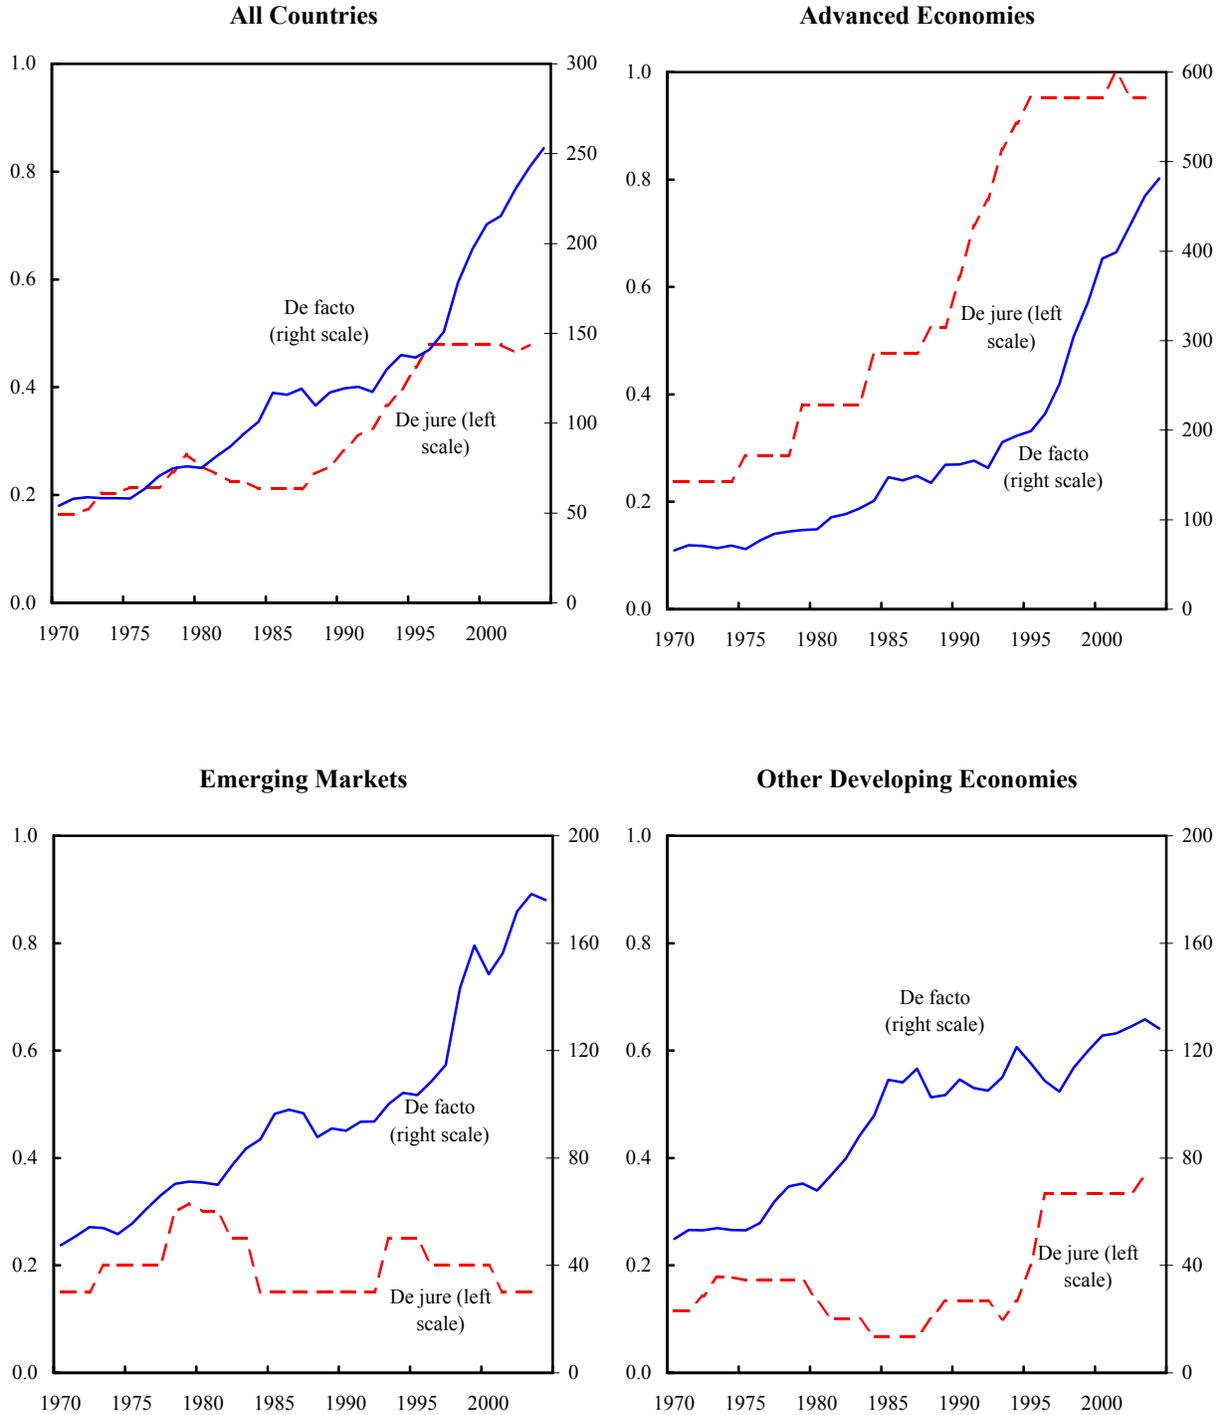 All Countries
1.0
0.8
0.6
0.4
0.2
0.0
300
250
200
150
100
50
0
De facto
(right scale)
De jure (left
scale)
1970 1975 1980 1985 1990 1995 2000
Advanced Economies
1.0
0.8
0.6
0.4
0.2
0.0
600
500
400
300
200
100
0
De jure (left
scale)
De facto
(right scale)
1970 1975 1980 1985 1990 1995 2000
Emerging Markets
1.0
0.8
0.6
0.4
0.2
0.0
200
160
120
80
40
0
De facto
(right scale)
De jure (left
scale)
1970 1975 1980 1985 1990 1995 2000
Other Developing Economies
1.0
0.8
0.6
0.4
0.2
0.0
200
160
120
80
40
0
De facto
(right scale)
De jure (left
scale)
1970 1975 1980 1985 1990 1995 2000